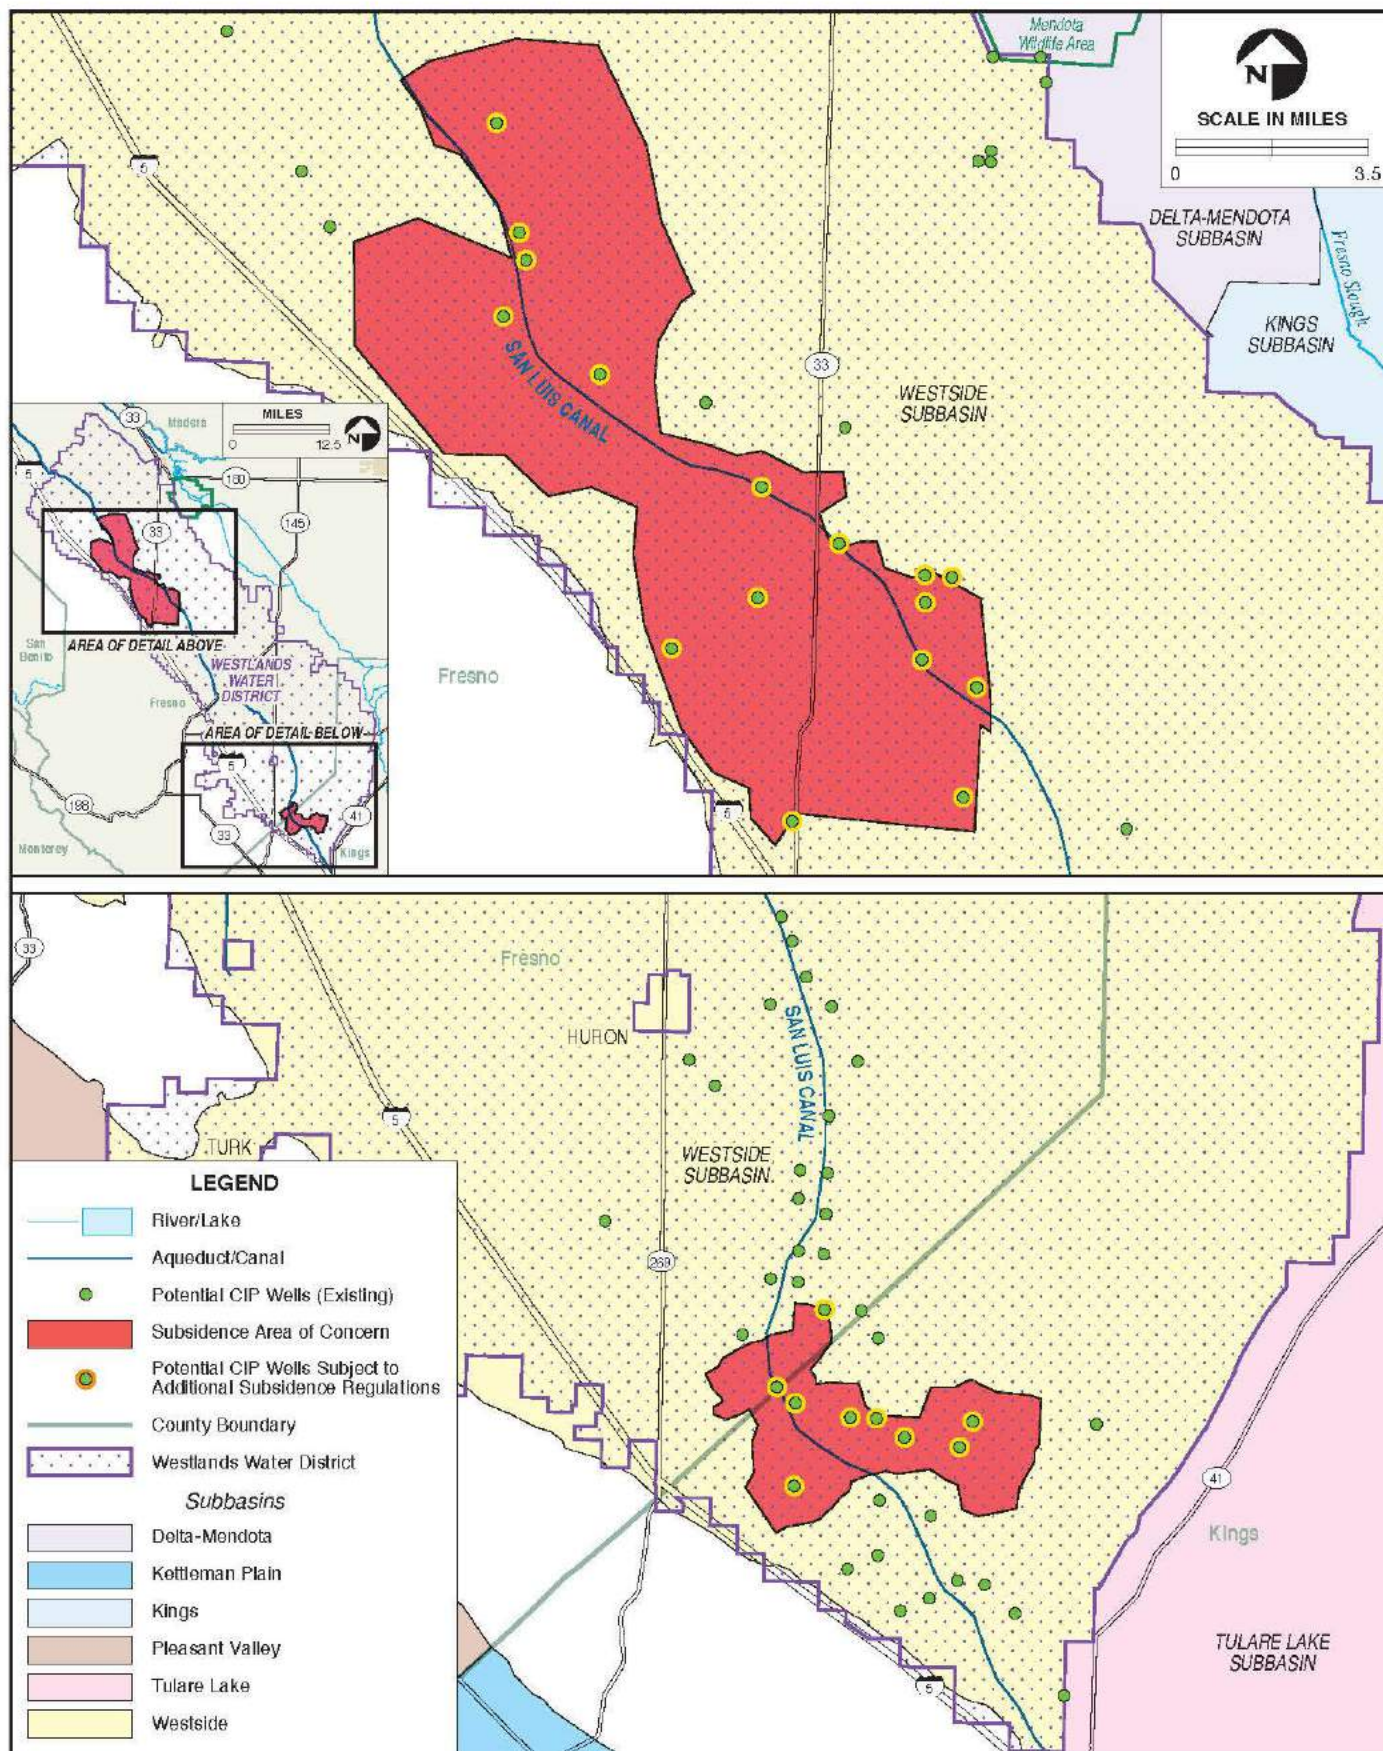 Mendota
Wildlife Area
N
SCALE IN MILES
0 3.5
5
DELTA-MENDOTA
SUBBASIN
Fresno Slough
KINGS
SUBBASIN
SAN LUIS CANAL
33
WESTSIDE
SUBBASIN
Fresno
5
MILES
0 12.5
N
33
Madera
5
180
145
33
AREA OF DETAIL ABOVE
San
Benito
WESTLANDS
WATER
DISTRICT
Fresno
AREA OF DETAIL BELOW
5
198
33
41
Monterey
Kings
33
Fresno
HURON
SAN LUIS CANAL
5
TURK
WESTSIDE
SUBBASIN
269
41
Kings
TULARE LAKE
SUBBASIN
5
LEGEND
River/Lake
Aqueduct/Canal
Potential CIP Wells (Existing)
Subsidence Area of Concern
Potential CIP Wells Subject to
Additional Subsidence Regulations
County Boundary
Westlands Water District
Subbasins
Delta-Mendota
Kettleman Plain
Kings
Pleasant Valley
Tulare Lake
Westside